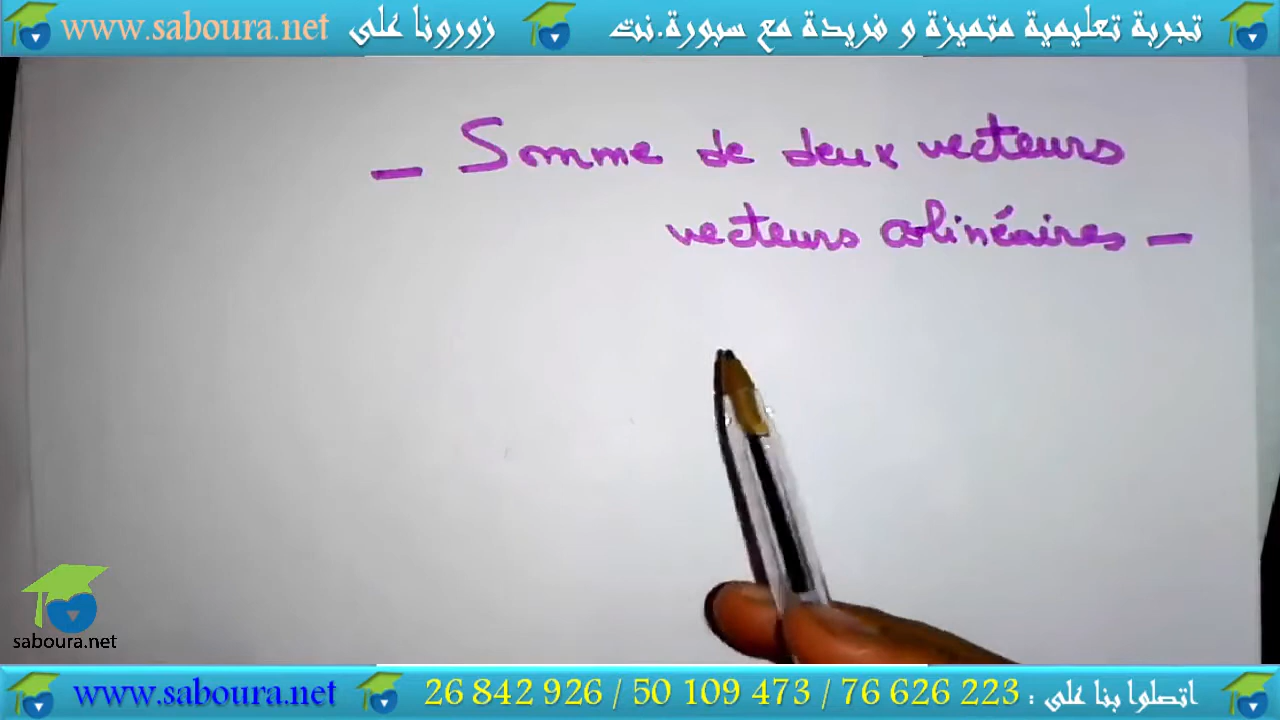 تجربة تعليمية متميزة و فريدة مع سبورة.نت زورونا على www.saboura.net
_ Somme de deux vecteurs
vecteurs colinéaires _
saboura.net
اتصلوا بنا على : 26 842 926 / 50 109 473 / 76 626 223 www.saboura.net